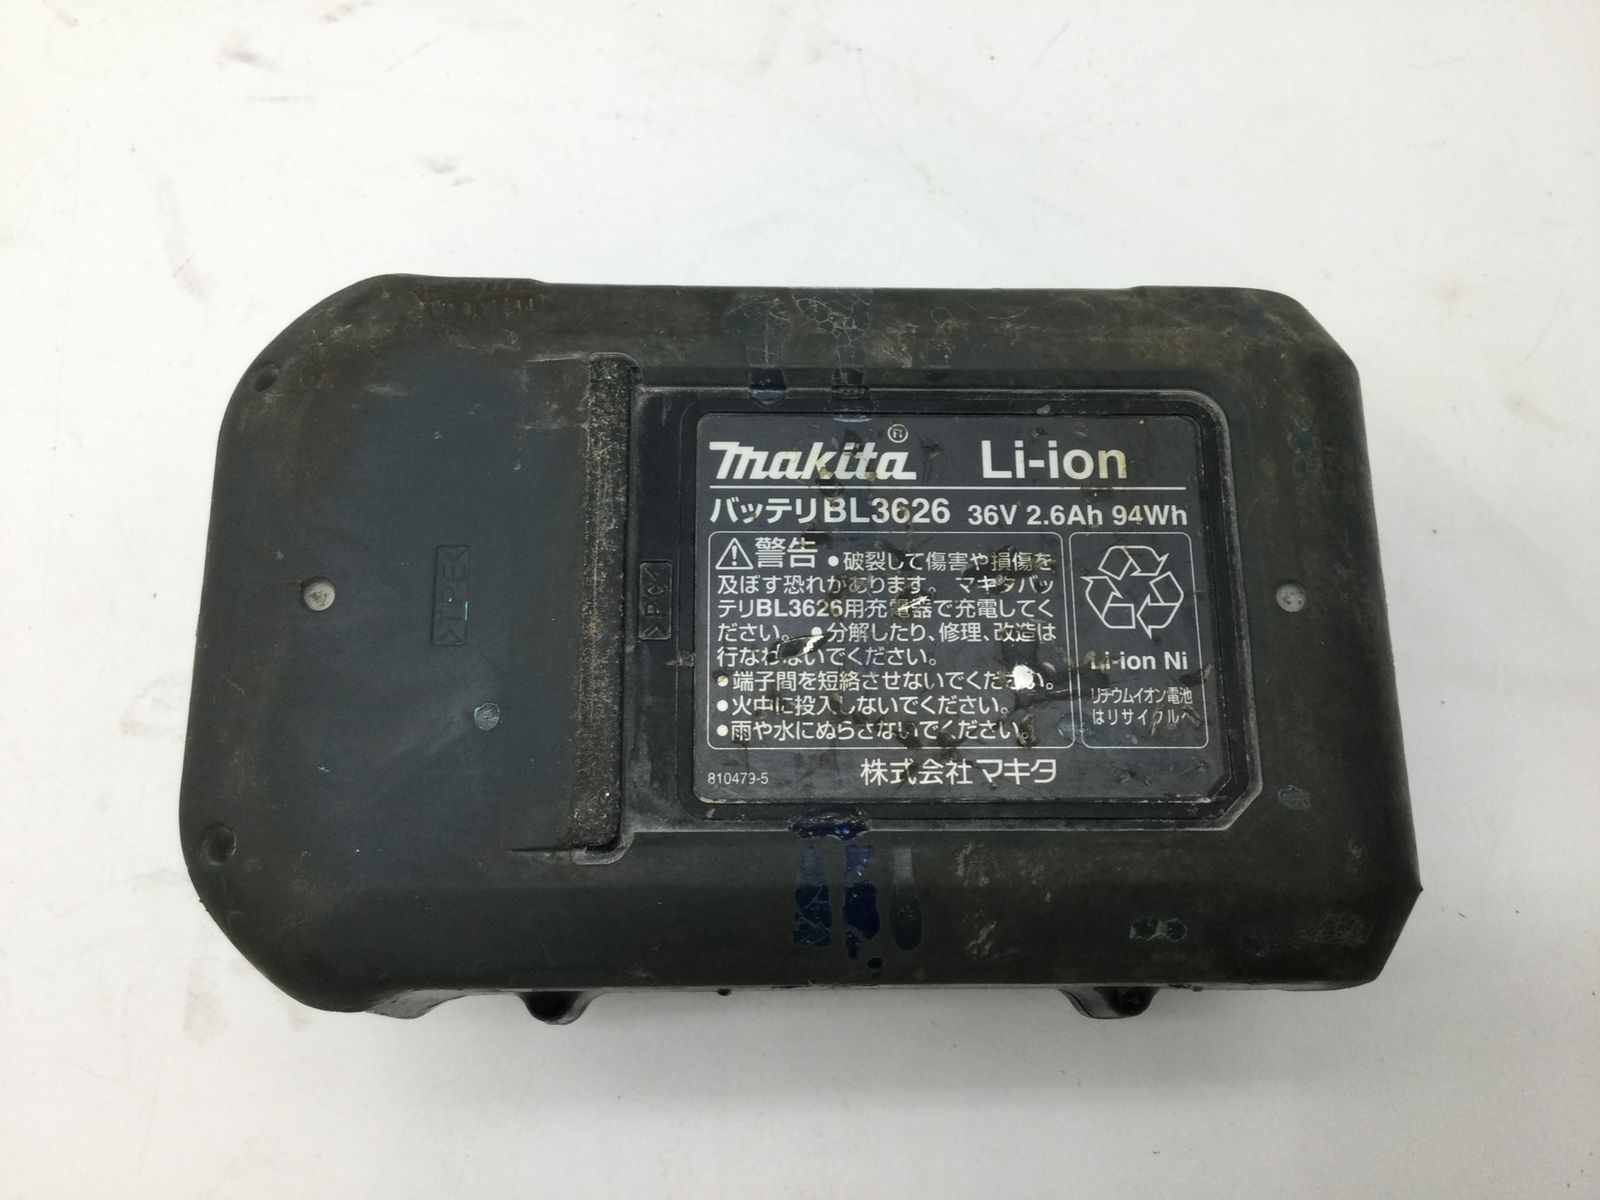 makita® Li-ion
バッテリBL3626 36V 2.6Ah 94Wh
警告 ●破裂して傷害や損傷を
及ぼす恐れがあります。 マキタバッ
テリBL3626用充電器で充電してく
ださい。 ●分解したり、修理、改造は
行なわないでください。
●端子間を短絡させないでください。
●火中に投入しないでください。
●雨や水にぬらさないでください。
Li-ion Ni
リチウムイオン電池
はリサイクルへ
810479-5 株式会社マキタ
>TPE<
>PC<